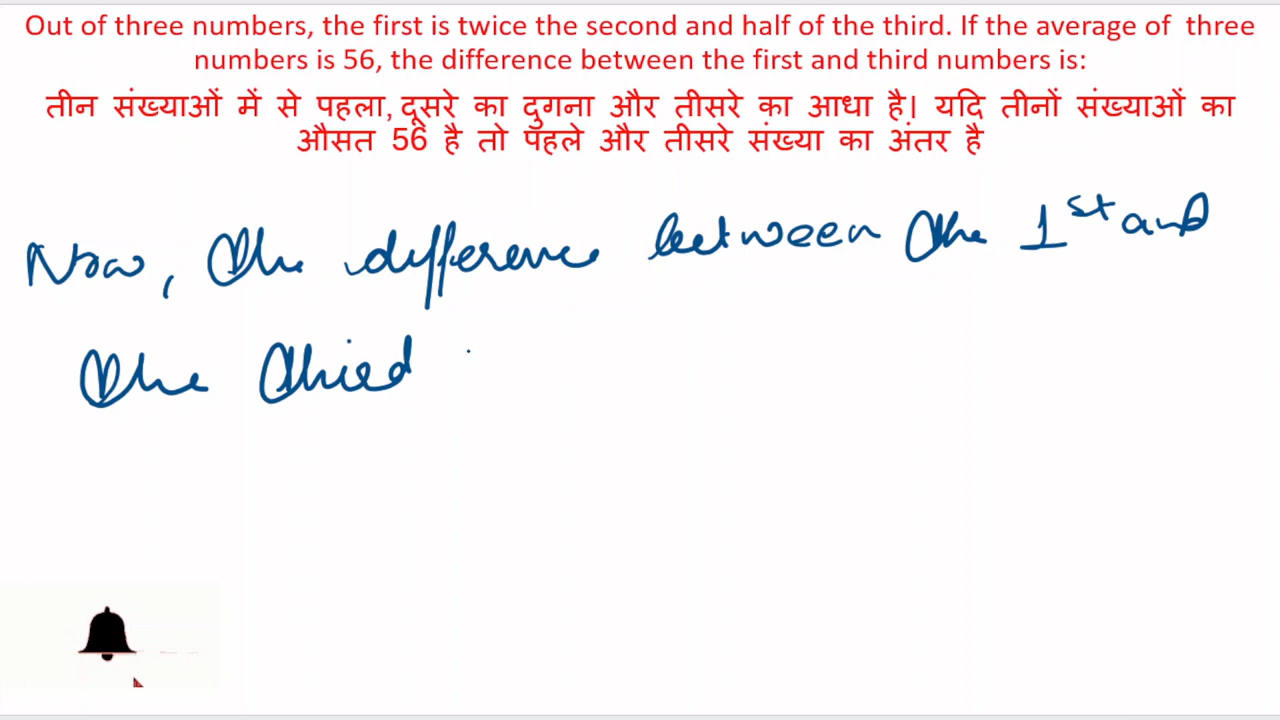 Out of three numbers, the first is twice the second and half of the third. If the average of three
numbers is 56, the difference between the first and third numbers is:
तीन संख्याओं में से पहला, दूसरे का दुगना और तीसरे का आधा है। यदि तीनों संख्याओं का
औसत 56 है तो पहले और तीसरे संख्या का अंतर है
Now, the difference between the 1st and
the third